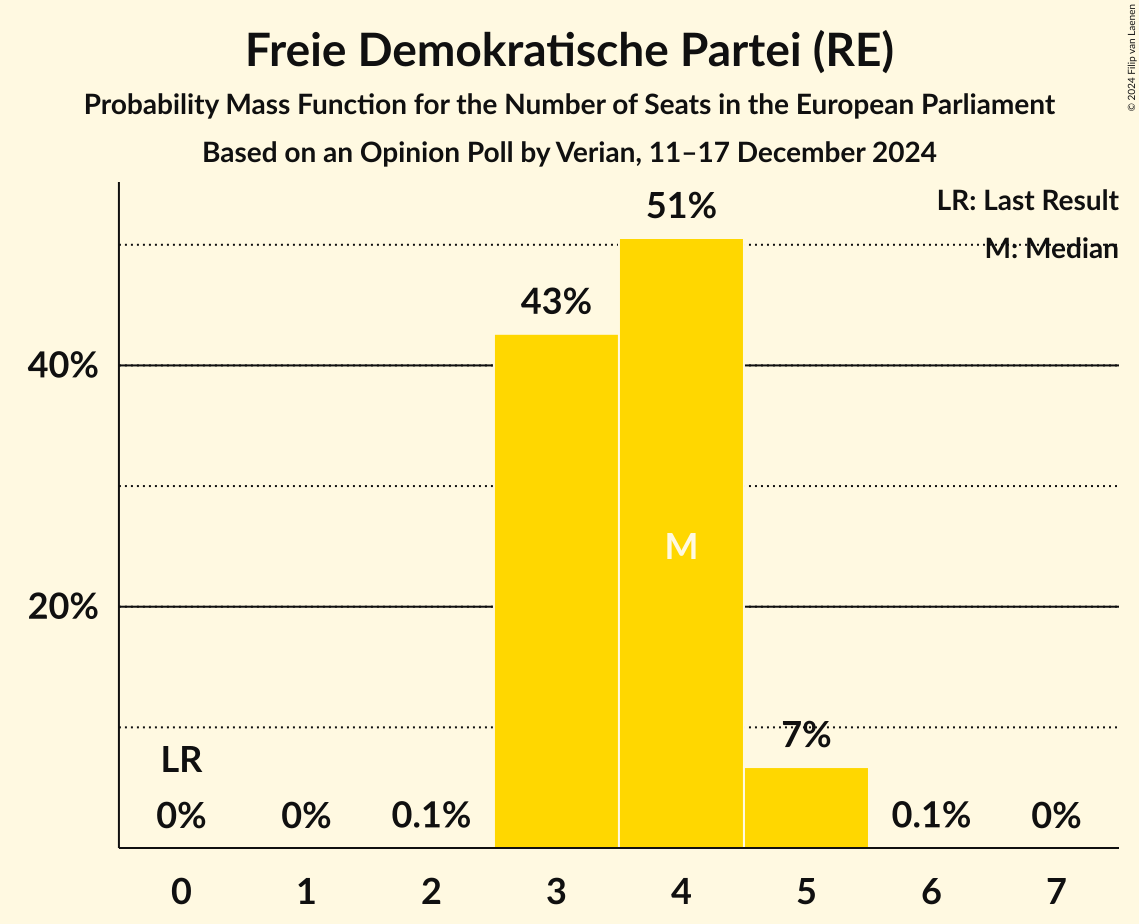 Freie Demokratische Partei (RE)
Probability Mass Function for the Number of Seats in the European Parliament
Based on an Opinion Poll by Verian, 11–17 December 2024
© 2024 Filip van Laenen
LR: Last Result
M: Median
51%
43%
40%
M
20%
7%
LR
0%
0%
0.1%
0.1%
0%
0
1
2
3
4
5
6
7